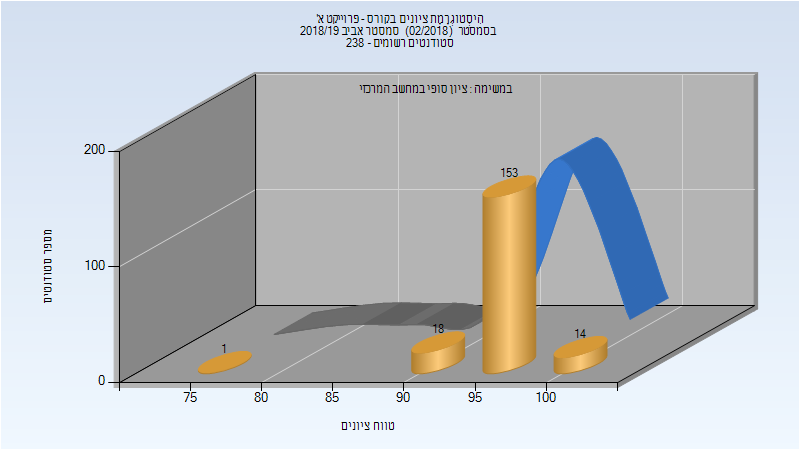 היסטוגרמת ציונים בקורס - פרוייקט א'
בסמסטר (02/2018) סמסטר אביב 2018/19
סטודנטים רשומים - 238
במשימה : ציון סופי במחשב המרכזי
מספר סטודנטים
200
100
0
1
18
153
14
75
80
85
90
95
100
טווח ציונים